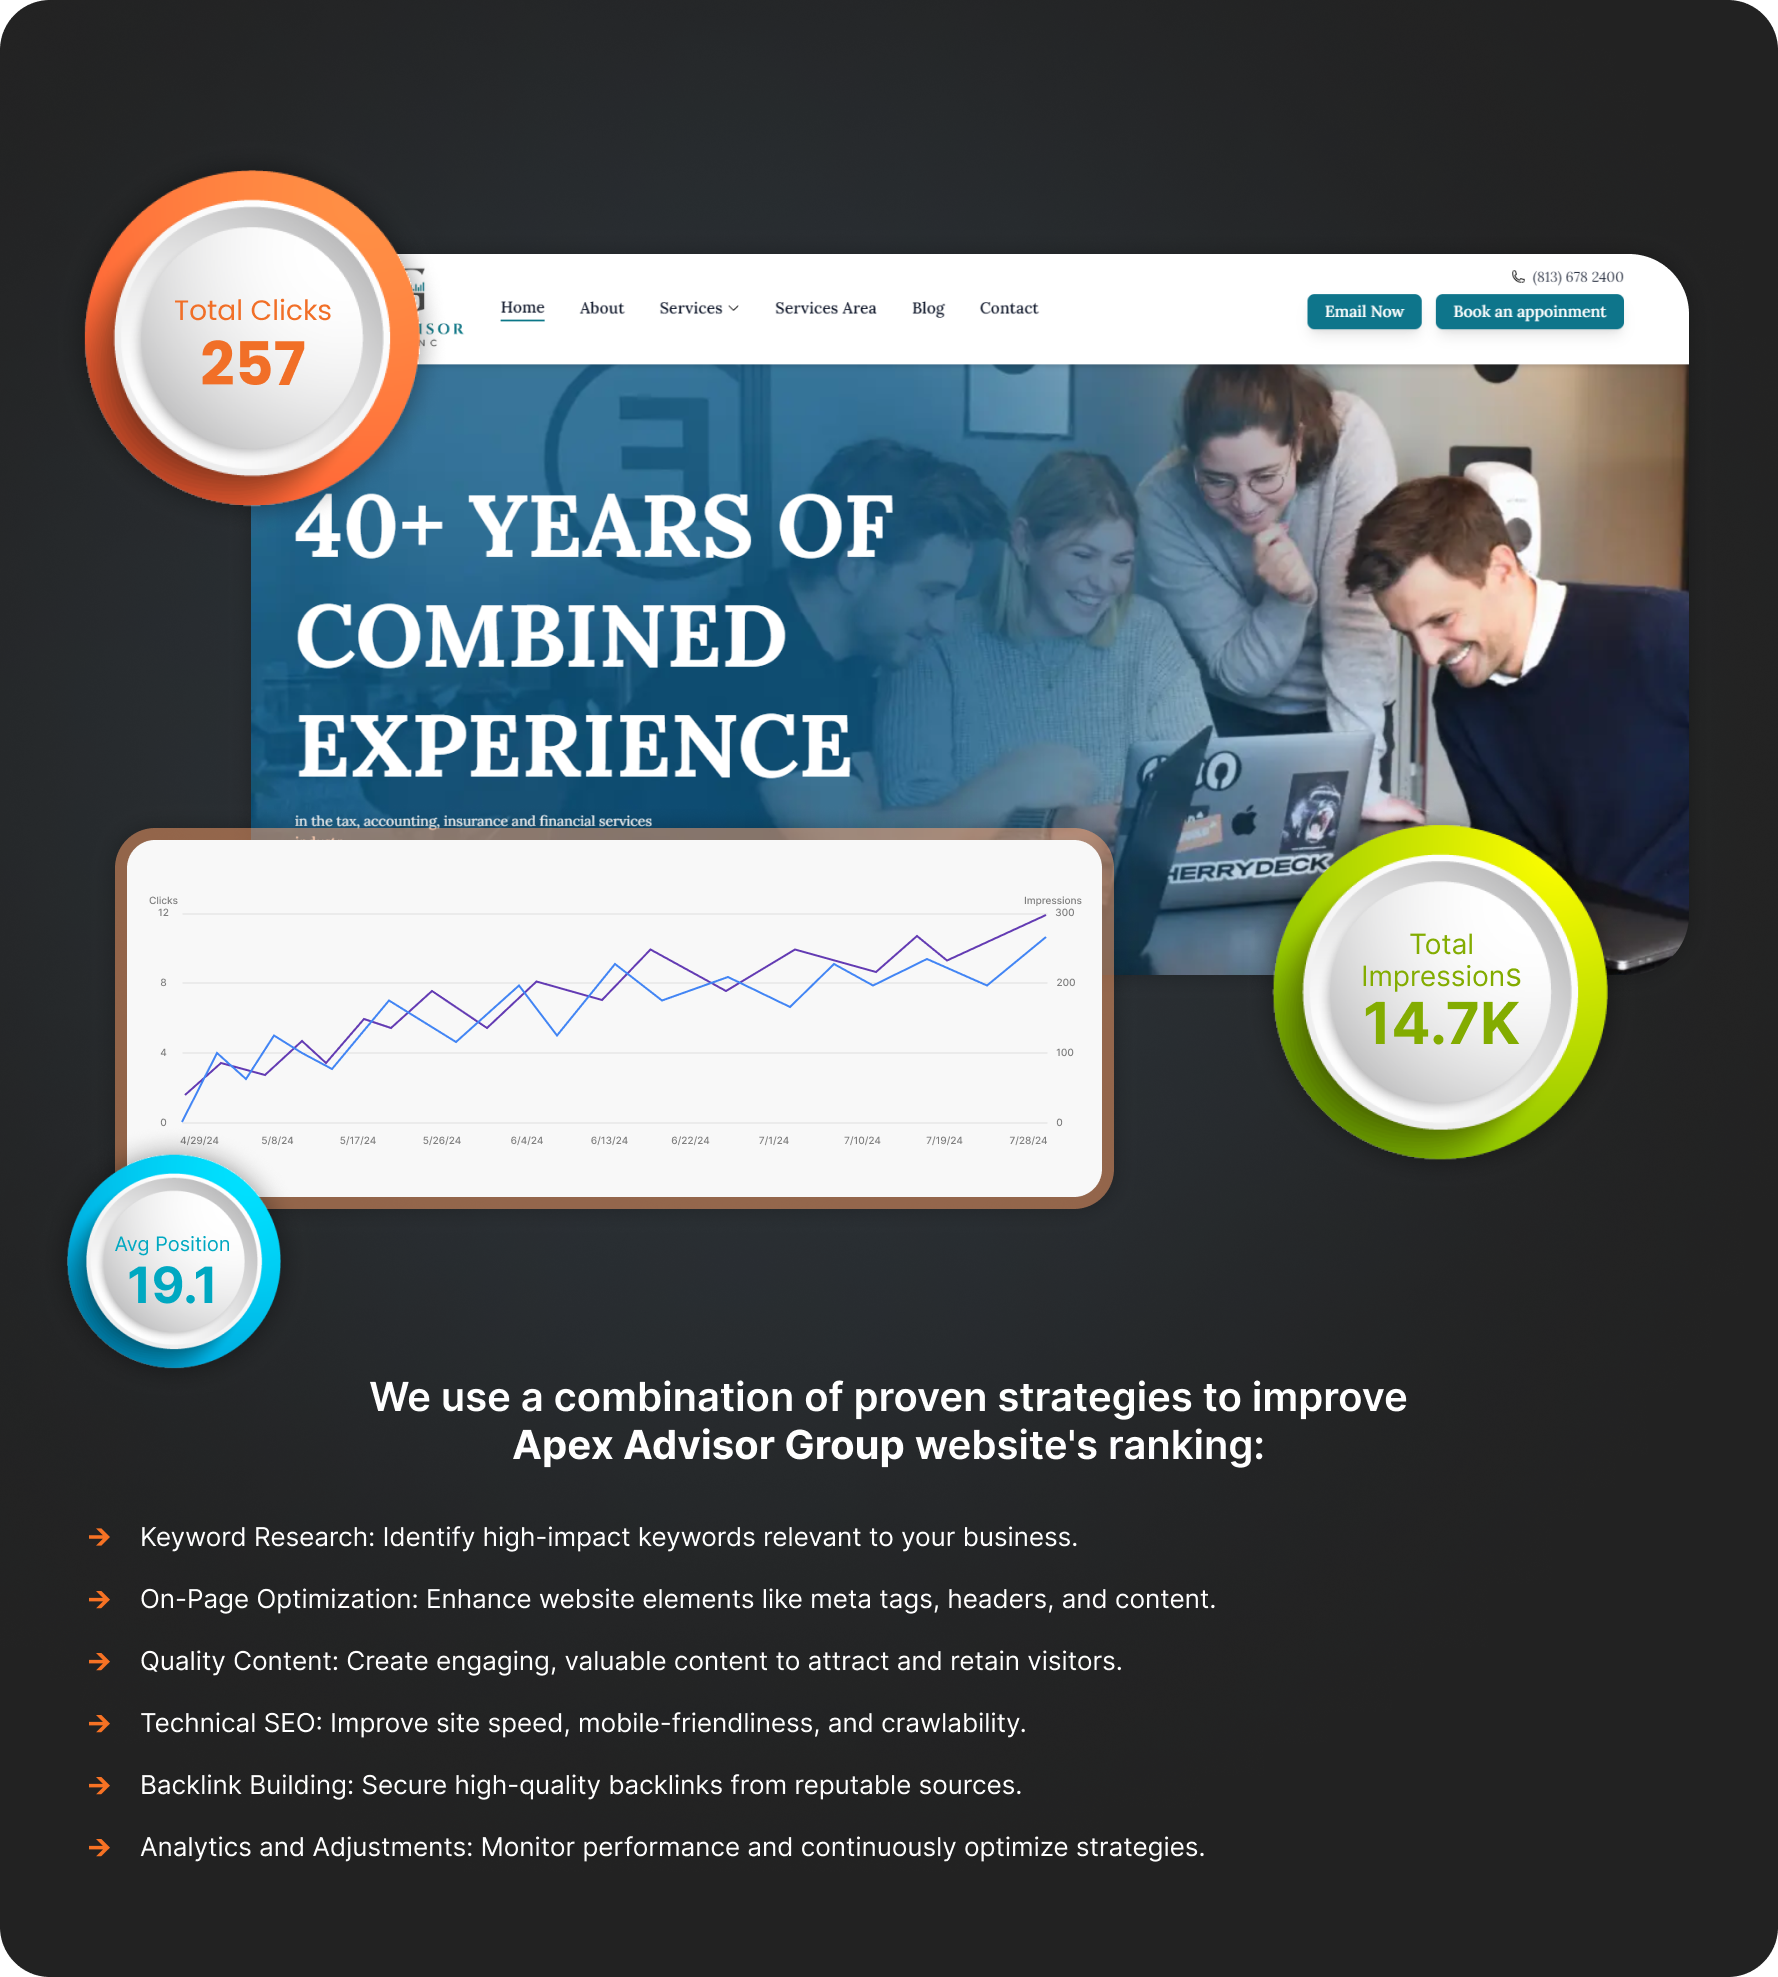 Total Clicks
257
ISOR
NC
Home
About
Services
Services Area
Blog
Contact
(813) 678 2400
Email Now
Book an appoinment
40+ YEARS OF
COMBINED
EXPERIENCE
in the tax, accounting, insurance and financial services
HERRYDECK
Clicks
12
8
4
0
Impressions
300
200
100
0
4/29/24
5/8/24
5/17/24
5/26/24
6/4/24
6/13/24
6/22/24
7/1/24
7/10/24
7/19/24
7/28/24
Total
Impressions
14.7K
Avg Position
19.1
We use a combination of proven strategies to improve
Apex Advisor Group website's ranking:
➔ Keyword Research: Identify high-impact keywords relevant to your business.
➔ On-Page Optimization: Enhance website elements like meta tags, headers, and content.
➔ Quality Content: Create engaging, valuable content to attract and retain visitors.
➔ Technical SEO: Improve site speed, mobile-friendliness, and crawlability.
➔ Backlink Building: Secure high-quality backlinks from reputable sources.
➔ Analytics and Adjustments: Monitor performance and continuously optimize strategies.